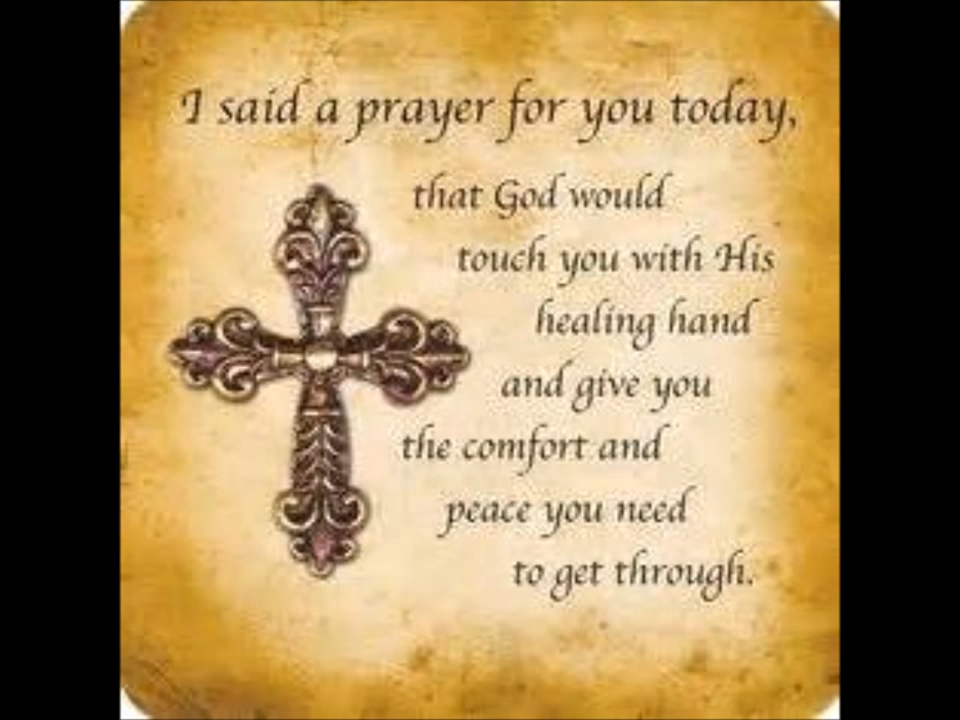 I said a prayer for you today,
that God would
touch you with His
healing hand
and give you
the comfort and
peace you need
to get through.